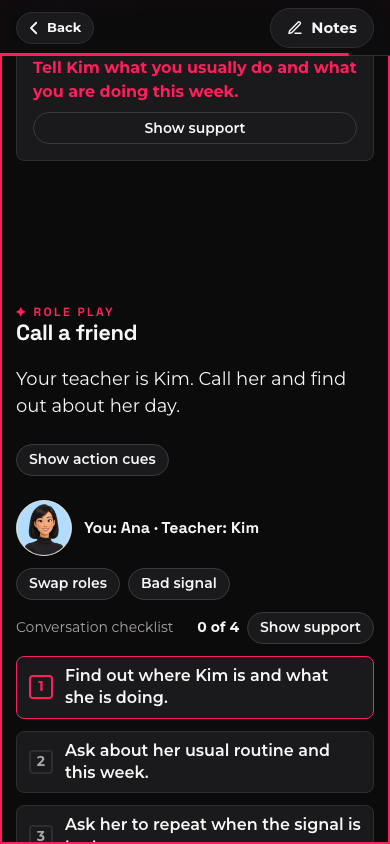 Back
Notes
Tell Kim what you usually do and what
you are doing this week.
Show support
ROLE PLAY
Call a friend
Your teacher is Kim. Call her and find
out about her day.
Show action cues
You: Ana · Teacher: Kim
Swap roles
Bad signal
Conversation checklist
0 of 4
Show support
1
Find out where Kim is and what
she is doing.
2
Ask about her usual routine and
this week.
3
Ask her to repeat when the signal is